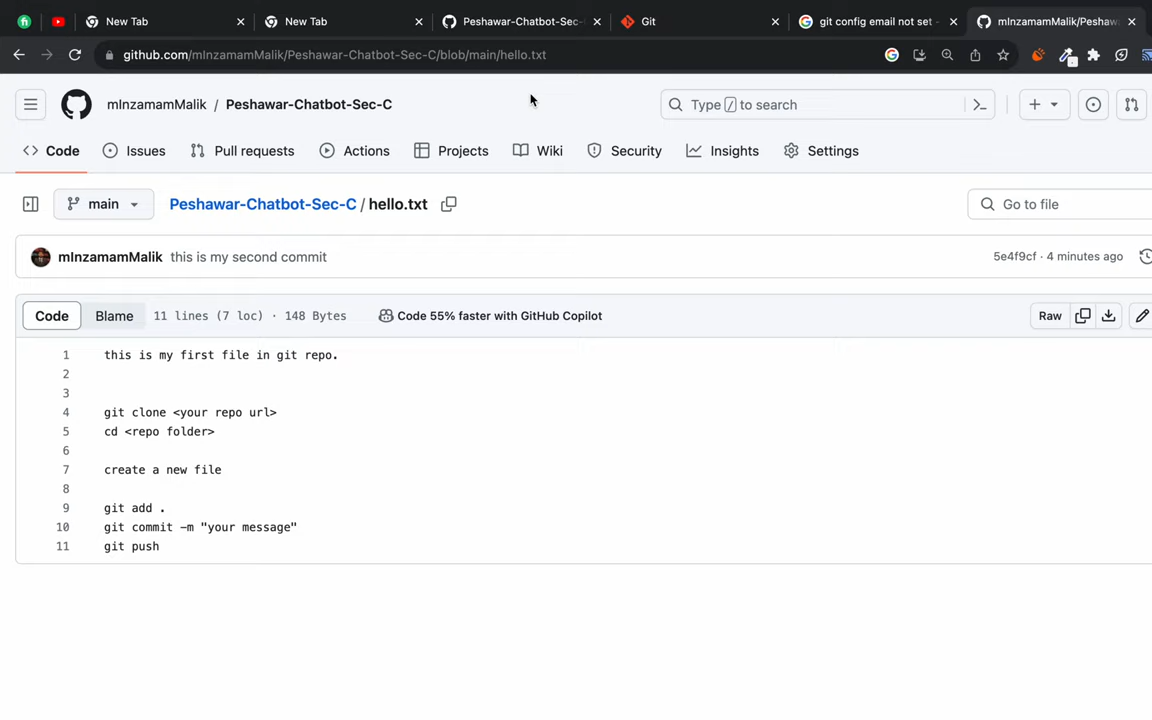 New Tab
New Tab
Peshawar-Chatbot-Sec-
Git
git config email not set -
mInzamamMalik/Peshaw
github.com/mInzamamMalik/Peshawar-Chatbot-Sec-C/blob/main/hello.txt
mInzamamMalik / Peshawar-Chatbot-Sec-C
Type / to search
Code
Issues
Pull requests
Actions
Projects
Wiki
Security
Insights
Settings
main
Peshawar-Chatbot-Sec-C / hello.txt
Go to file
mInzamamMalik this is my second commit
5e4f9cf · 4 minutes ago
Code
Blame
11 lines (7 loc) · 148 Bytes
Code 55% faster with GitHub Copilot
Raw
1 this is my first file in git repo.
2
3
4 git clone <your repo url>
5 cd <repo folder>
6
7 create a new file
8
9 git add .
10 git commit -m "your message"
11 git push